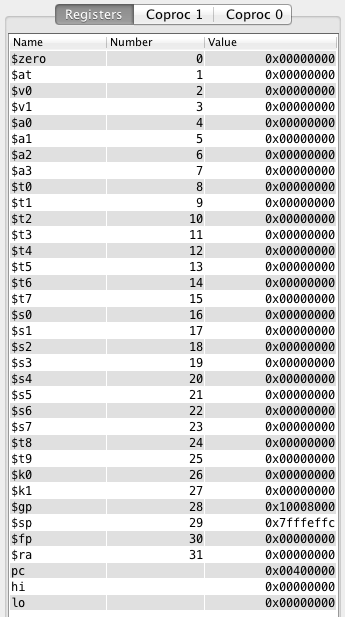 Registers Coproc 1 Coproc 0
Name Number Value
$zero 0 0x00000000
$at 1 0x00000000
$v0 2 0x00000000
$v1 3 0x00000000
$a0 4 0x00000000
$a1 5 0x00000000
$a2 6 0x00000000
$a3 7 0x00000000
$t0 8 0x00000000
$t1 9 0x00000000
$t2 10 0x00000000
$t3 11 0x00000000
$t4 12 0x00000000
$t5 13 0x00000000
$t6 14 0x00000000
$t7 15 0x00000000
$s0 16 0x00000000
$s1 17 0x00000000
$s2 18 0x00000000
$s3 19 0x00000000
$s4 20 0x00000000
$s5 21 0x00000000
$s6 22 0x00000000
$s7 23 0x00000000
$t8 24 0x00000000
$t9 25 0x00000000
$k0 26 0x00000000
$k1 27 0x00000000
$gp 28 0x10008000
$sp 29 0x7fffeffc
$fp 30 0x00000000
$ra 31 0x00000000
pc 0x00400000
hi 0x00000000
lo 0x00000000